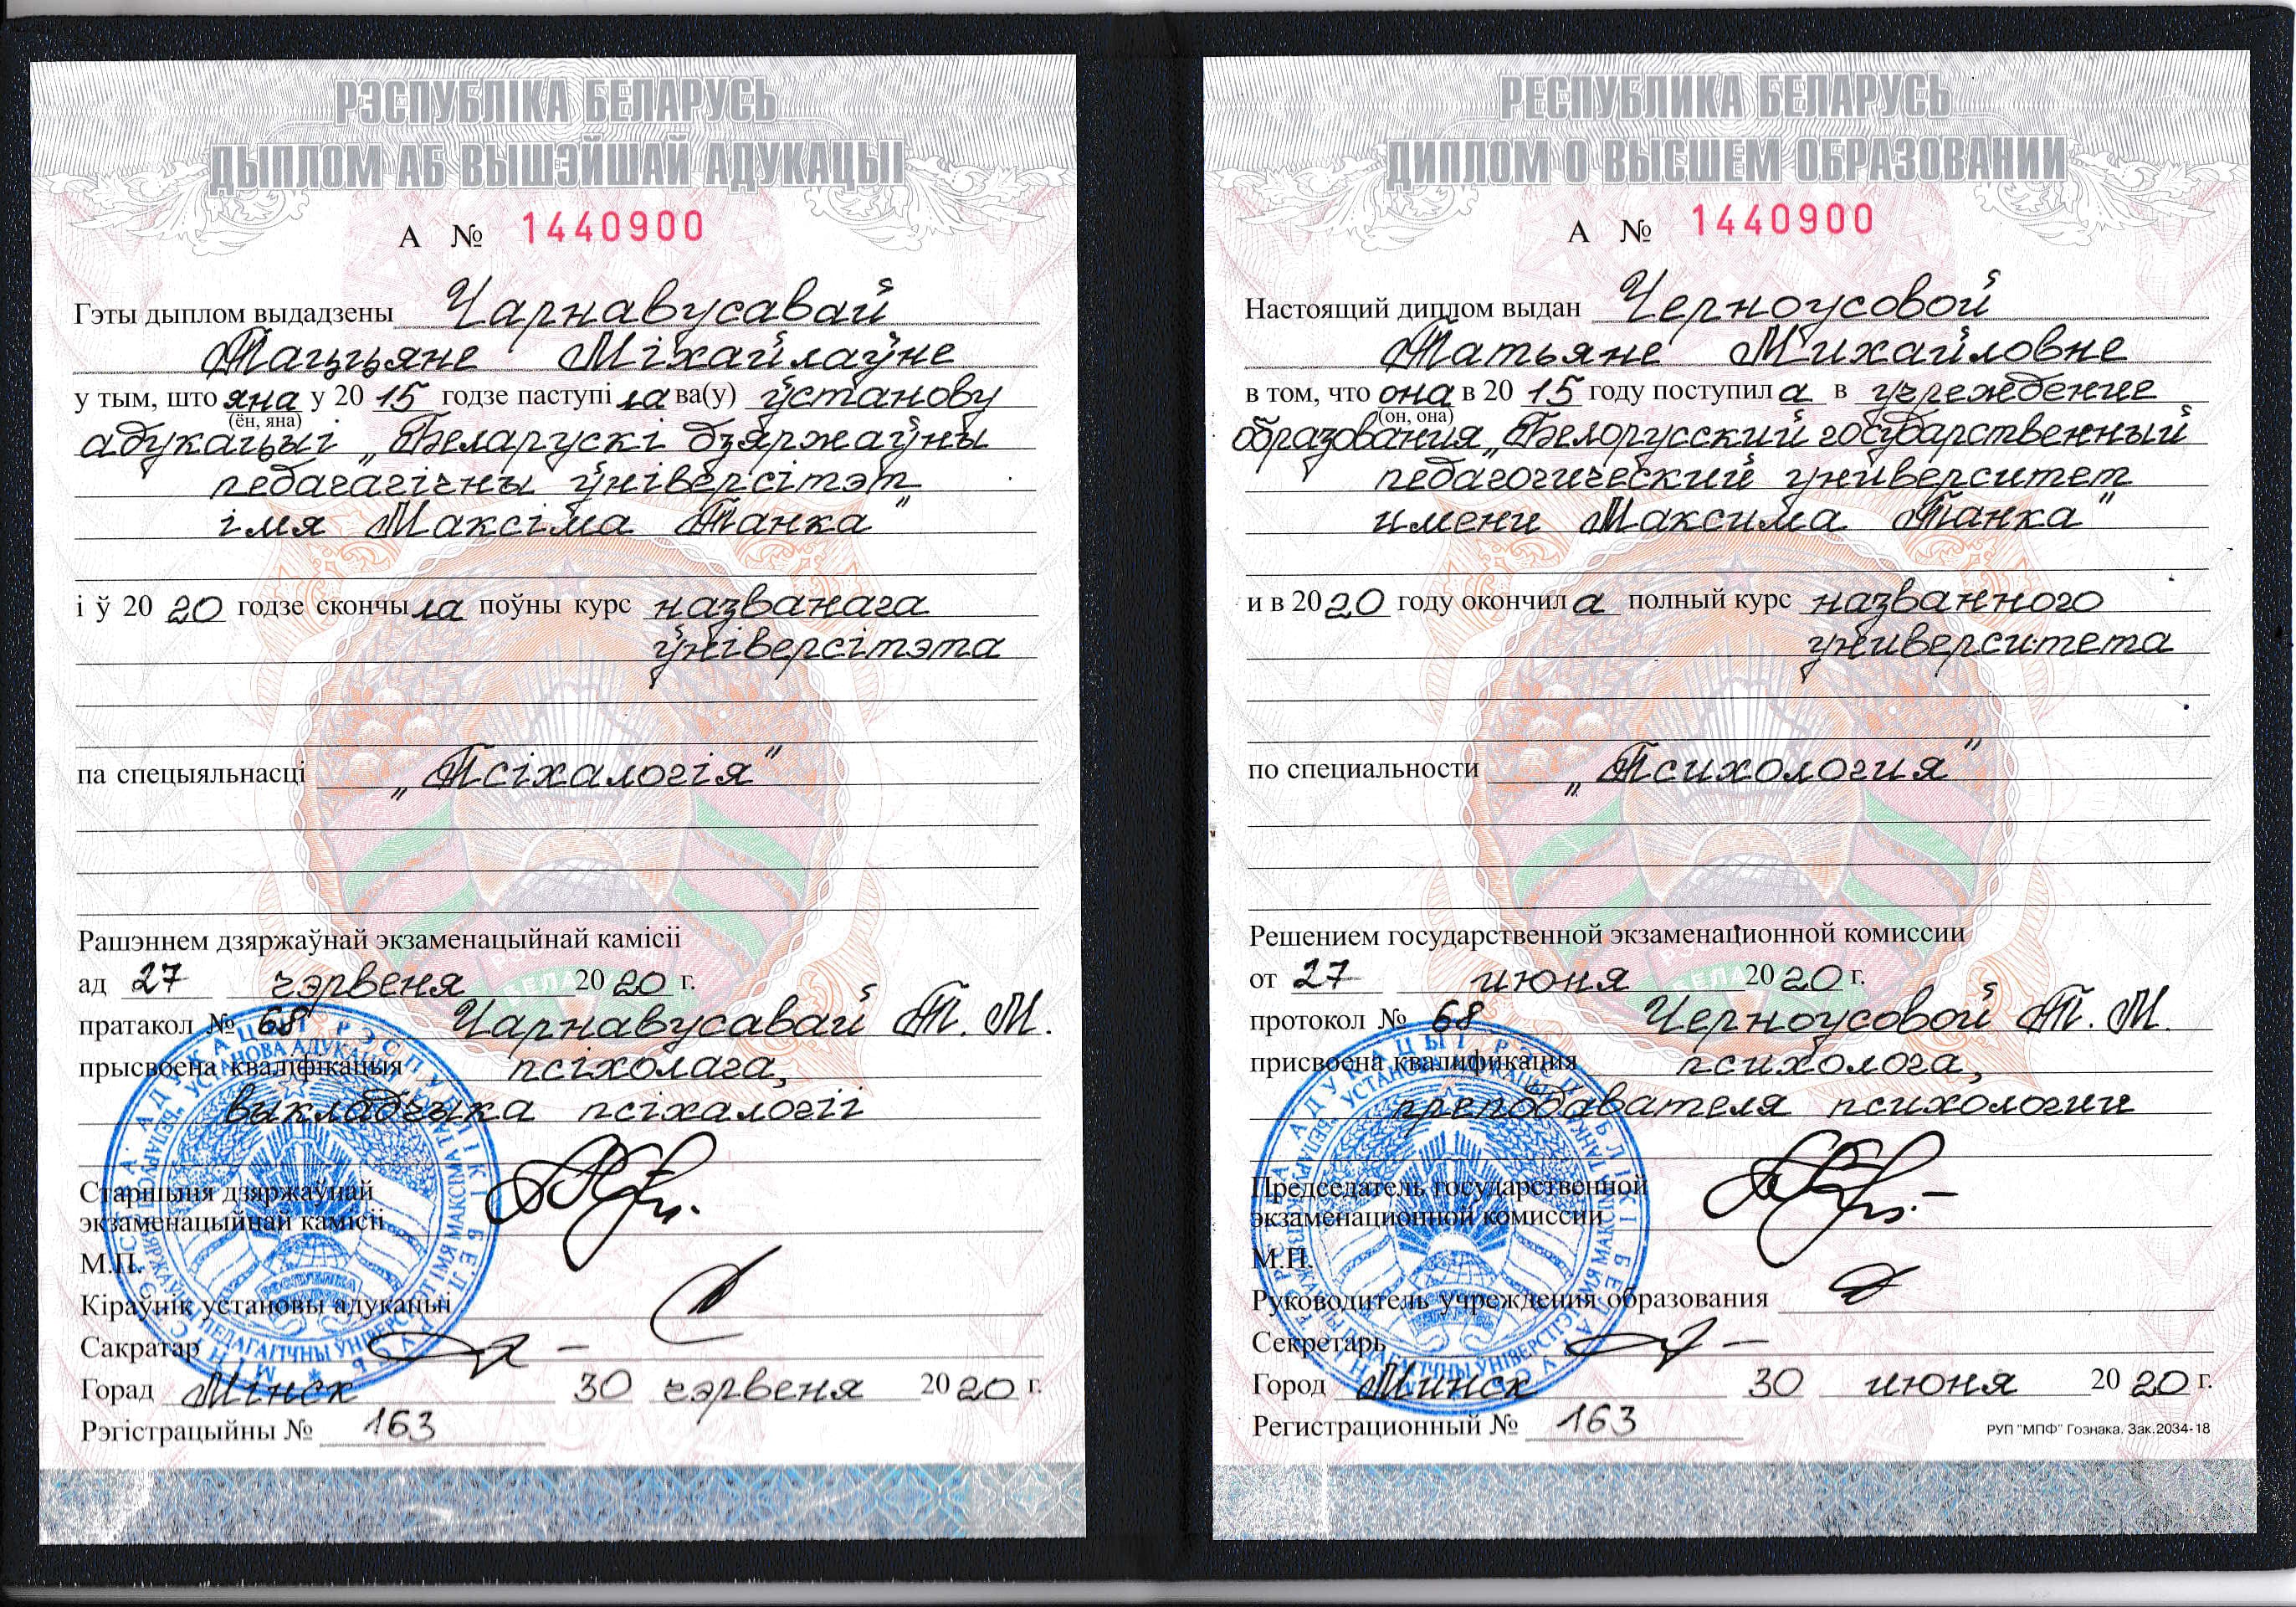 РЭСПУБЛІКА БЕЛАРУСЬ
ДЫПЛОМ АБ ВЫШЭЙШАЙ АДУКАЦЫІ
А № 1440900
Гэты дыплом выдадзены Чарнавусавай
Таццяне Міхайлаўне
у тым, што яна у 20 15 годзе паступі ла ва(у) ўстанову
(ён, яна)
адукацыі „Беларускі дзяржаўны
педагагічны ўніверсітэт
імя Максіма Танка"
і ў 20 20 годзе скончыла поўны курс названага
ўніверсітэта
па спецыяльнасці „Псіхалогія"
Рашэннем дзяржаўнай экзаменацыйнай камісіі
ад 27 чэрвеня 20 20 г.
пратакол № 68 Чарнавусавай Т. М.
прысвоена кваліфікацыя псіхолага,
выкладчыка псіхалогіі
Старшыня дзяржаўнай
экзаменацыйнай камісіі
М.П.
Кіраўнік установы адукацыі
Сакратар
Горад Мінск 30 чэрвеня 20 20 г.
Рэгістрацыйны № 163
РЕСПУБЛИКА БЕЛАРУСЬ
ДИПЛОМ О ВЫСШЕМ ОБРАЗОВАНИИ
А № 1440900
Настоящий диплом выдан Черноусовой
Татьяне Михайловне
в том, что она в 20 15 году поступил а в учреждение
(он, она)
образования „Белорусский государственный
педагогический университет
имени Максима Танка"
и в 20 20 году окончил а полный курс названного
университета
по специальности „Психология"
Решением государственной экзаменационной комиссии
от 27 июня 20 20 г.
протокол № 68 Черноусовой Т. М.
присвоена квалификация психолога,
преподавателя психологии
Председатель государственной
экзаменационной комиссии
М.П.
Руководитель учреждения образования
Секретарь
Город Минск 30 июня 20 20 г.
Регистрационный № 163
РУП "МПФ" Гознака. Зак.2034-18